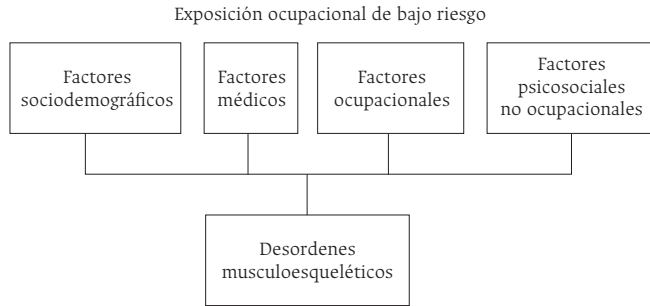 Exposición ocupacional de bajo riesgo
Factores
sociodemográficos
Factores
médicos
Factores
ocupacionales
Factores
psicosociales
no ocupacionales
Desordenes
musculoesqueléticos